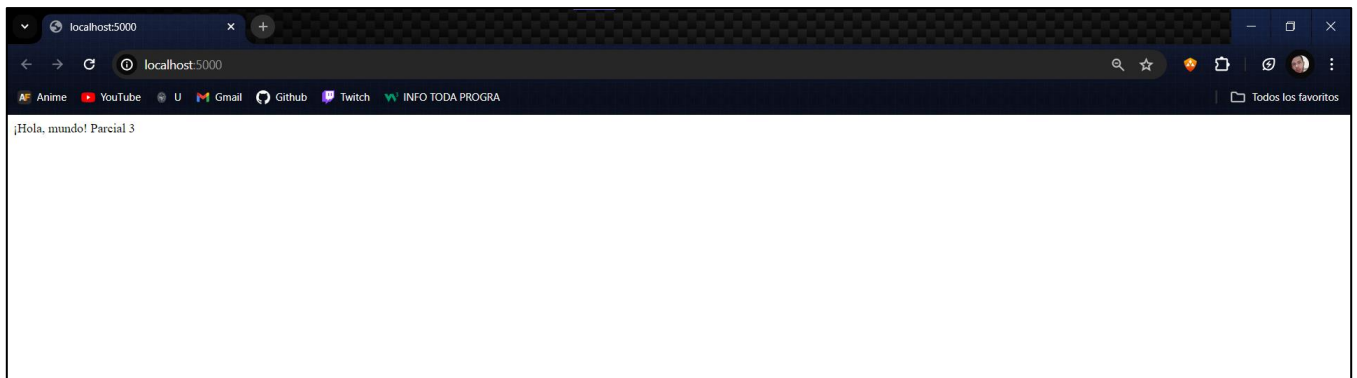 localhost:5000
localhost:5000
AF Anime YouTube U Gmail Github Twitch INFO TODA PROGRA Todos los favoritos
¡Hola, mundo! Parcial 3